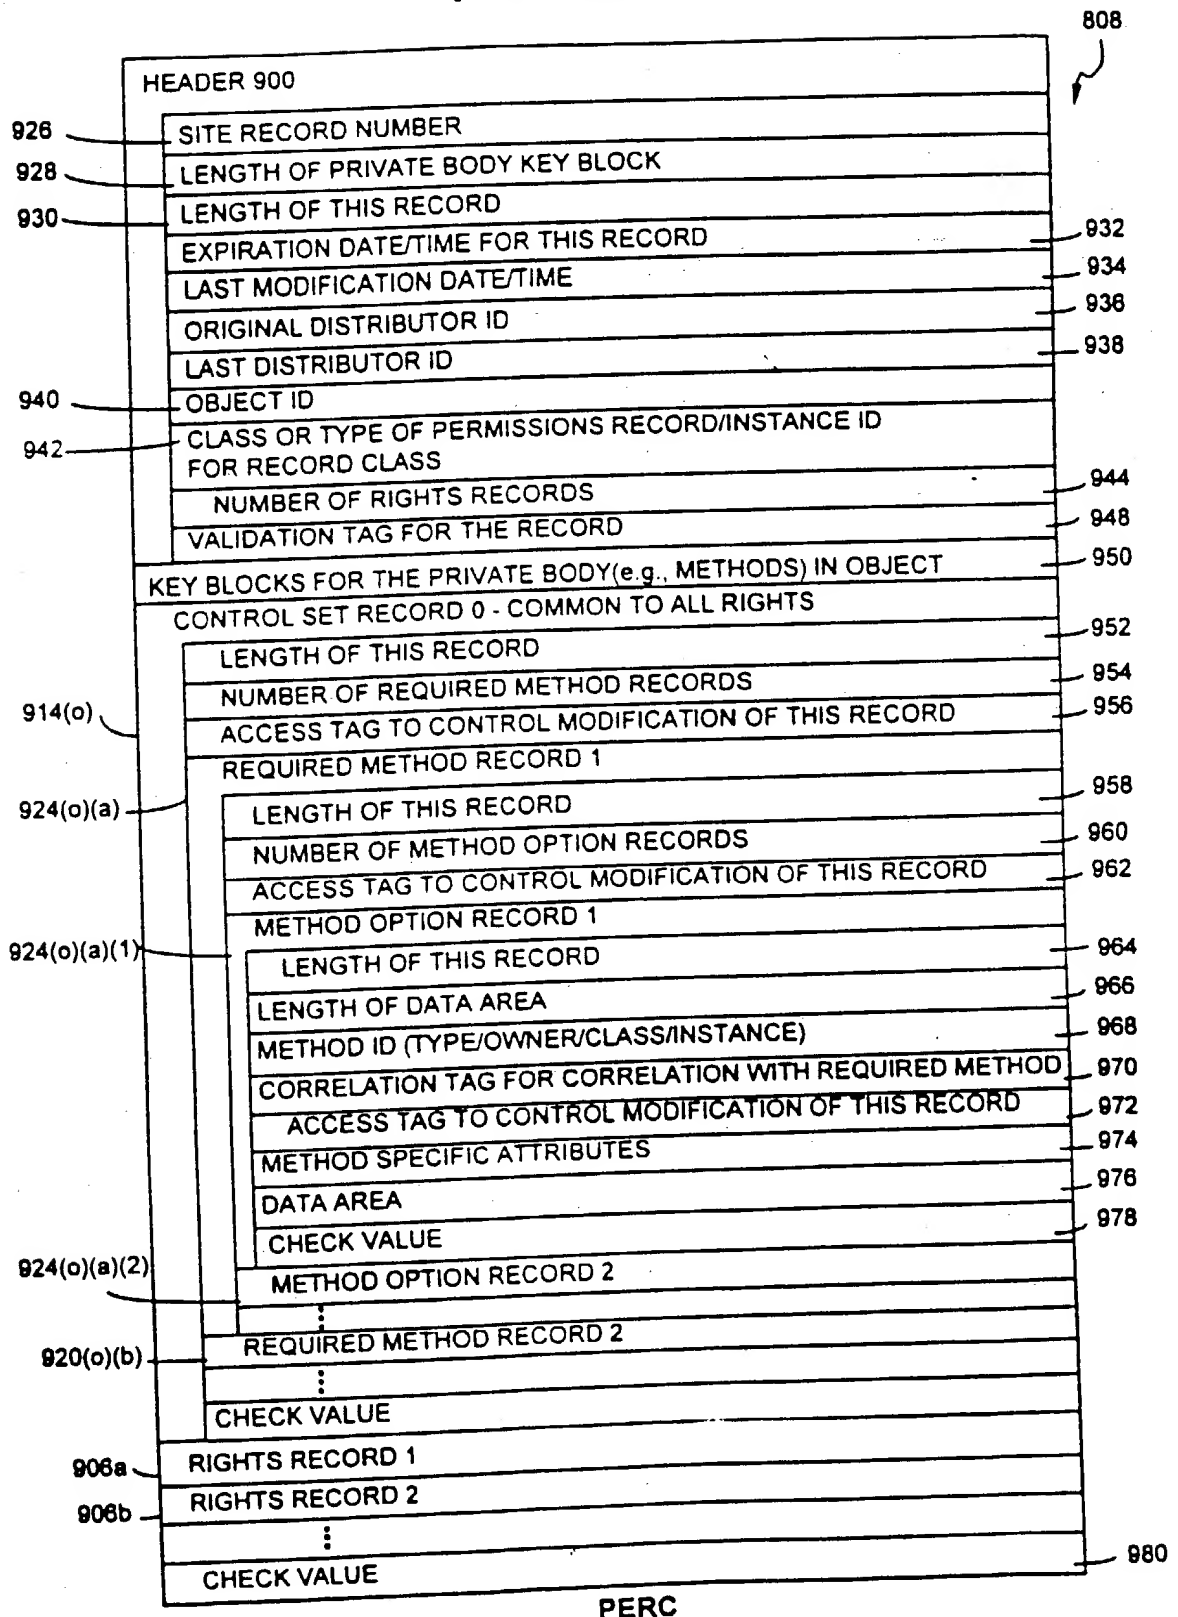 808
HEADER 900
926 SITE RECORD NUMBER
928 LENGTH OF PRIVATE BODY KEY BLOCK
930 LENGTH OF THIS RECORD
EXPIRATION DATE/TIME FOR THIS RECORD 932
LAST MODIFICATION DATE/TIME 934
ORIGINAL DISTRIBUTOR ID 936
LAST DISTRIBUTOR ID 938
940 OBJECT ID
942 CLASS OR TYPE OF PERMISSIONS RECORD/INSTANCE ID
FOR RECORD CLASS
NUMBER OF RIGHTS RECORDS 944
VALIDATION TAG FOR THE RECORD 948
KEY BLOCKS FOR THE PRIVATE BODY(e.g., METHODS) IN OBJECT 950
CONTROL SET RECORD 0 - COMMON TO ALL RIGHTS
LENGTH OF THIS RECORD 952
NUMBER OF REQUIRED METHOD RECORDS 954
914(o) ACCESS TAG TO CONTROL MODIFICATION OF THIS RECORD 956
REQUIRED METHOD RECORD 1
924(o)(a) LENGTH OF THIS RECORD 958
NUMBER OF METHOD OPTION RECORDS 960
ACCESS TAG TO CONTROL MODIFICATION OF THIS RECORD 962
METHOD OPTION RECORD 1
924(o)(a)(1) LENGTH OF THIS RECORD 964
LENGTH OF DATA AREA 966
METHOD ID (TYPE/OWNER/CLASS/INSTANCE) 968
CORRELATION TAG FOR CORRELATION WITH REQUIRED METHOD 970
ACCESS TAG TO CONTROL MODIFICATION OF THIS RECORD 972
METHOD SPECIFIC ATTRIBUTES 974
DATA AREA 976
CHECK VALUE 978
924(o)(a)(2) METHOD OPTION RECORD 2
920(o)(b) REQUIRED METHOD RECORD 2
CHECK VALUE
906a RIGHTS RECORD 1
906b RIGHTS RECORD 2
CHECK VALUE 980
PERC